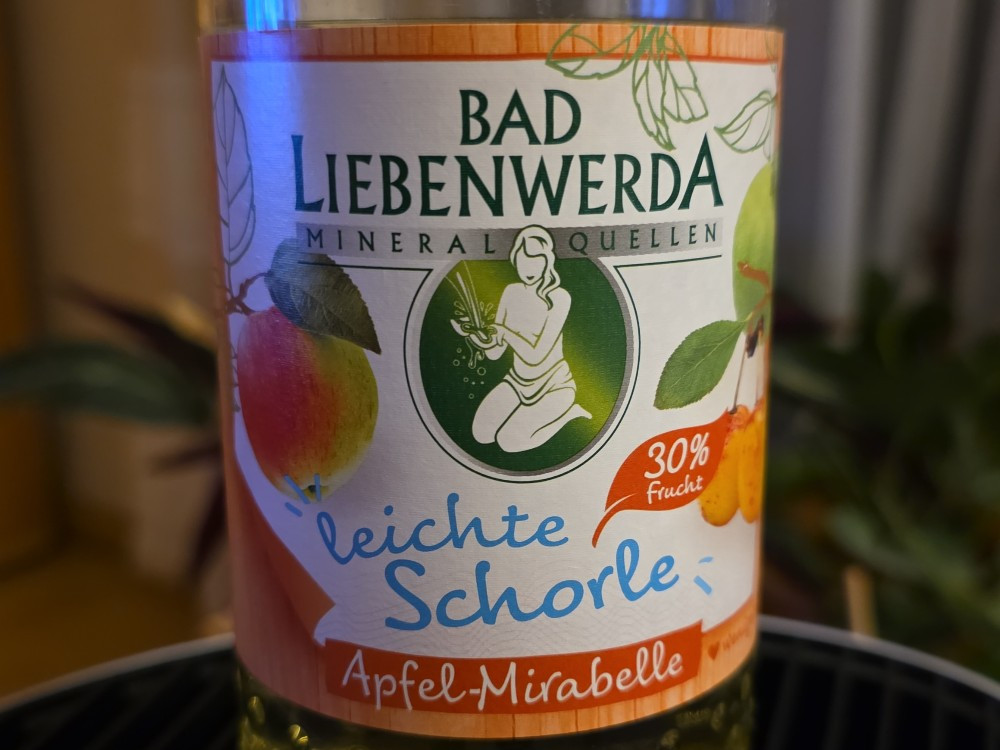 BAD
LIEBENWERDA
MINERAL QUELLEN
30%
Frucht
leichte
Schorle
Apfel-Mirabelle